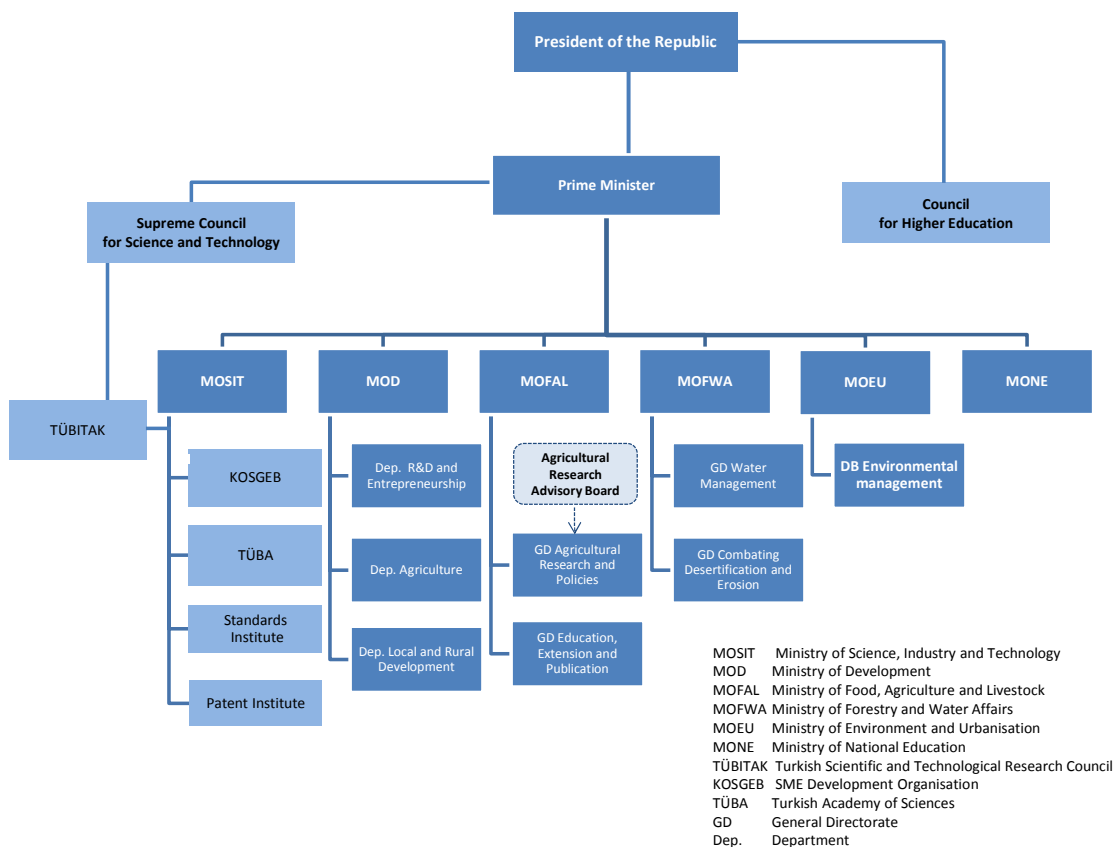 President of the Republic
Prime Minister
Supreme Council
for Science and Technology
Council
for Higher Education
MOSIT
MOD
MOFAL
MOFWA
MOEU
MONE
TÜBITAK
KOSGEB
TÜBA
Standards
Institute
Patent Institute
Dep. R&D and
Entrepreneurship
Dep. Agriculture
Dep. Local and Rural
Development
Agricultural
Research
Advisory Board
GD Agricultural
Research and
Policies
GD Education,
Extension and
Publication
GD Water
Management
GD Combating
Desertification and
Erosion
DB Environmental
management
MOSIT Ministry of Science, Industry and Technology
MOD Ministry of Development
MOFAL Ministry of Food, Agriculture and Livestock
MOFWA Ministry of Forestry and Water Affairs
MOEU Ministry of Environment and Urbanisation
MONE Ministry of National Education
TÜBITAK Turkish Scientific and Technological Research Council
KOSGEB SME Development Organisation
TÜBA Turkish Academy of Sciences
GD General Directorate
Dep. Department